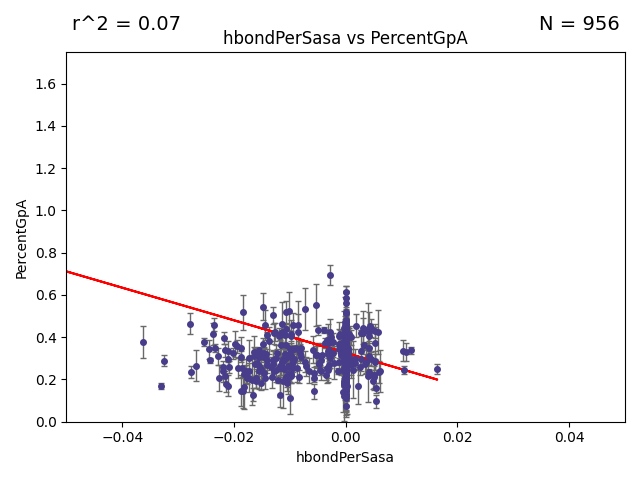 r^2 = 0.07
N = 956
hbondPerSasa vs PercentGpA
PercentGpA
1.6
1.4
1.2
1.0
0.8
0.6
0.4
0.2
0.0
−0.04
−0.02
0.00
0.02
0.04
hbondPerSasa